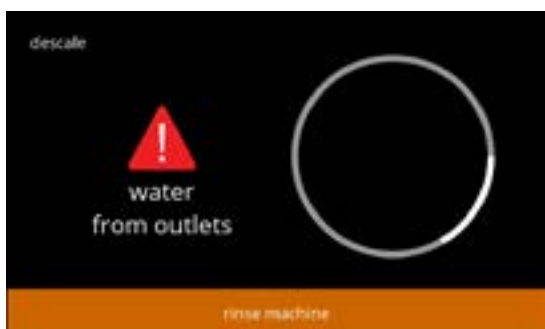 descale
!
water
from outlets
rinse machine